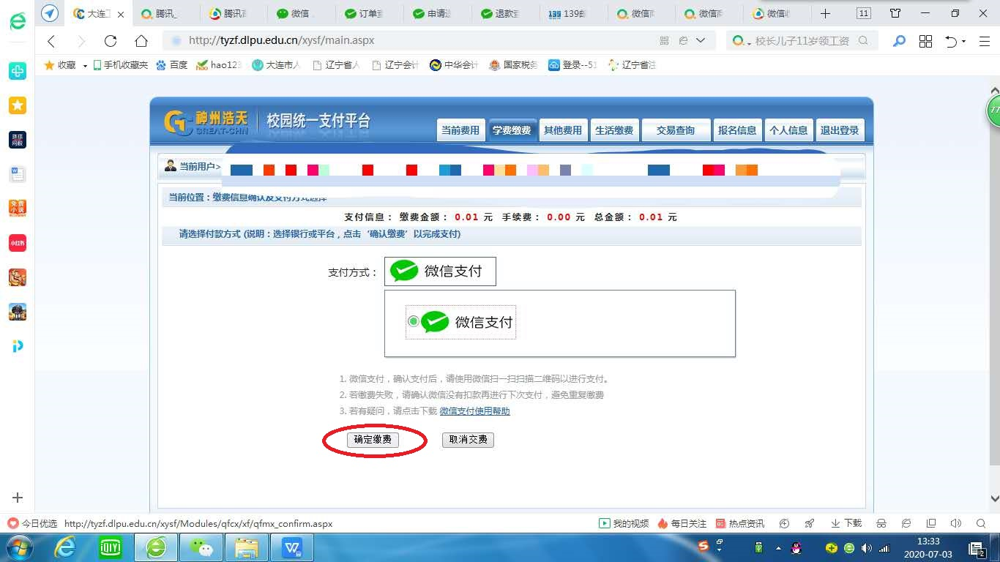 大连工
腾讯_
腾讯
微信
订单
申请
退款
139邮
微信
微信
微信
11
http://tyzf.dlpu.edu.cn/xysf/main.aspx
校长儿子11岁领工资
收藏 手机收藏夹 百度 hao123 大连市人 辽宁省人 辽宁会计 中华会计 国家税务 登录--51 辽宁省注
神州浩天
GREAT-CHN
校园统一支付平台
当前费用 学费缴费 其他费用 生活缴费 交易查询 报名信息 个人信息 退出登录
77
当前用户>
当前位置：缴费信息确认及支付方式选择
支付信息： 缴费金额： 0.01 元 手续费： 0.00 元 总金额： 0.01 元
请选择付款方式 (说明：选择银行或平台，点击‘确认缴费’以完成支付)
支付方式： 微信支付
微信支付
1. 微信支付，确认支付后，请使用微信扫一扫扫描二维码以进行支付。
2. 若缴费失败，请确认微信没有扣款再进行下次支付，避免重复缴费
3. 若有疑问，请点击下载 微信支付使用帮助
确定缴费 取消交费
免费小说
小红书
今日优选 http://tyzf.dlpu.edu.cn/xysf/Modules/qfcx/xf/qfmx_confirm.aspx
我的视频 每日关注 热点资讯 下载
iQIYI
13:33
2020-07-03
2